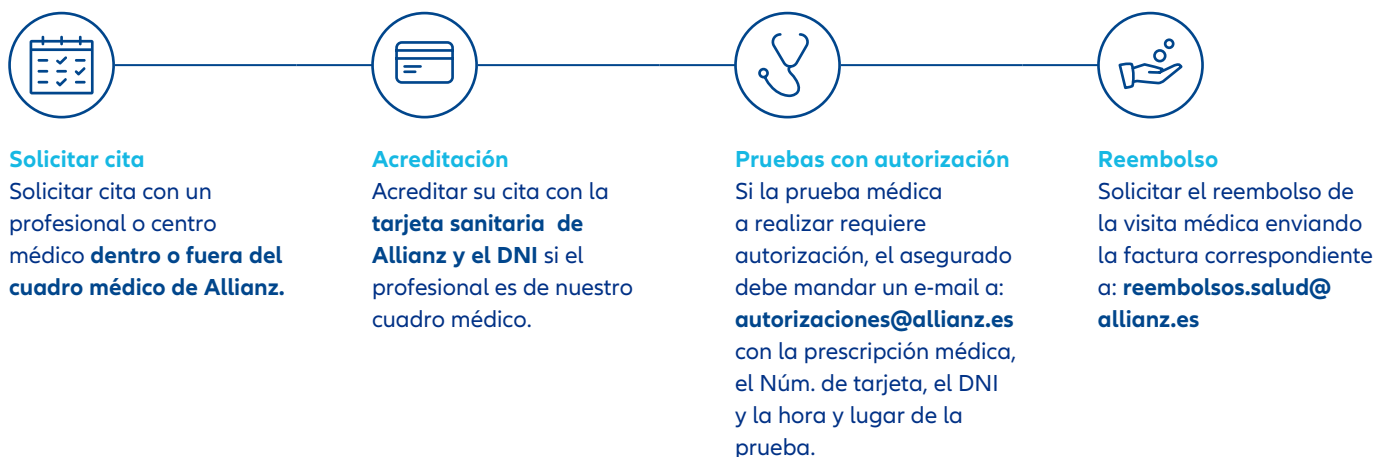 Solicitar cita
Solicitar cita con un
profesional o centro
médico dentro o fuera del
cuadro médico de Allianz.
Acreditación
Acreditar su cita con la
tarjeta sanitaria de
Allianz y el DNI si el
profesional es de nuestro
cuadro médico.
Pruebas con autorización
Si la prueba médica
a realizar requiere
autorización, el asegurado
debe mandar un e-mail a:
autorizaciones@allianz.es
con la prescripción médica,
el Núm. de tarjeta, el DNI
y la hora y lugar de la
prueba.
Reembolso
Solicitar el reembolso de
la visita médica enviando
la factura correspondiente
a: reembolsos.salud@
allianz.es